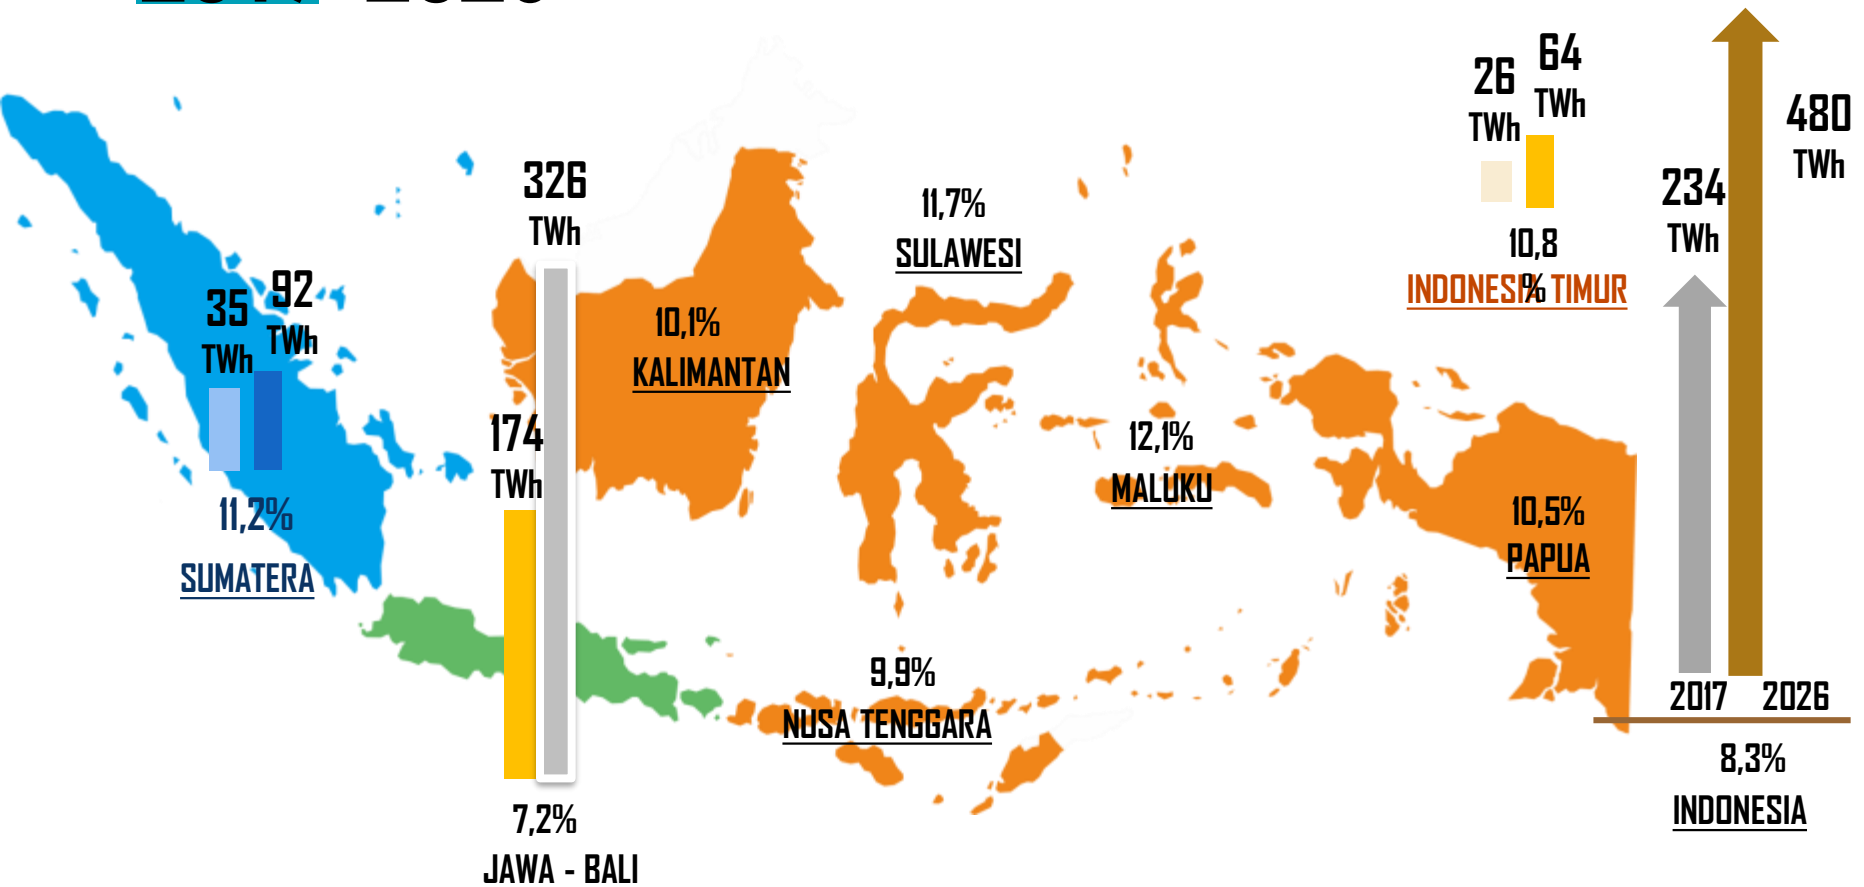 35
TWh
92
TWh
11,2%
SUMATERA
326
TWh
174
TWh
7,2%
JAWA - BALI
10,1%
KALIMANTAN
11,7%
SULAWESI
12,1%
MALUKU
9,9%
NUSA TENGGARA
10,5%
PAPUA
26
TWh
64
TWh
10,8
%
INDONESIA TIMUR
234
TWh
480
TWh
2017
2026
8,3%
INDONESIA